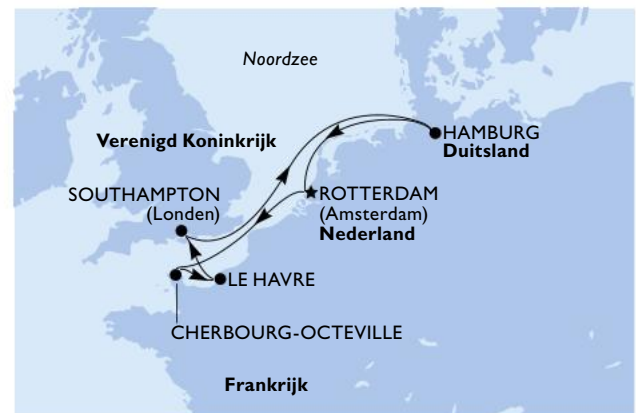 Noordzee
HAMBURG
Duitsland
Verenigd Koninkrijk
SOUTHAMPTON
(Londen)
ROTTERDAM
(Amsterdam)
Nederland
LE HAVRE
CHERBOURG-OCTEVILLE
Frankrijk